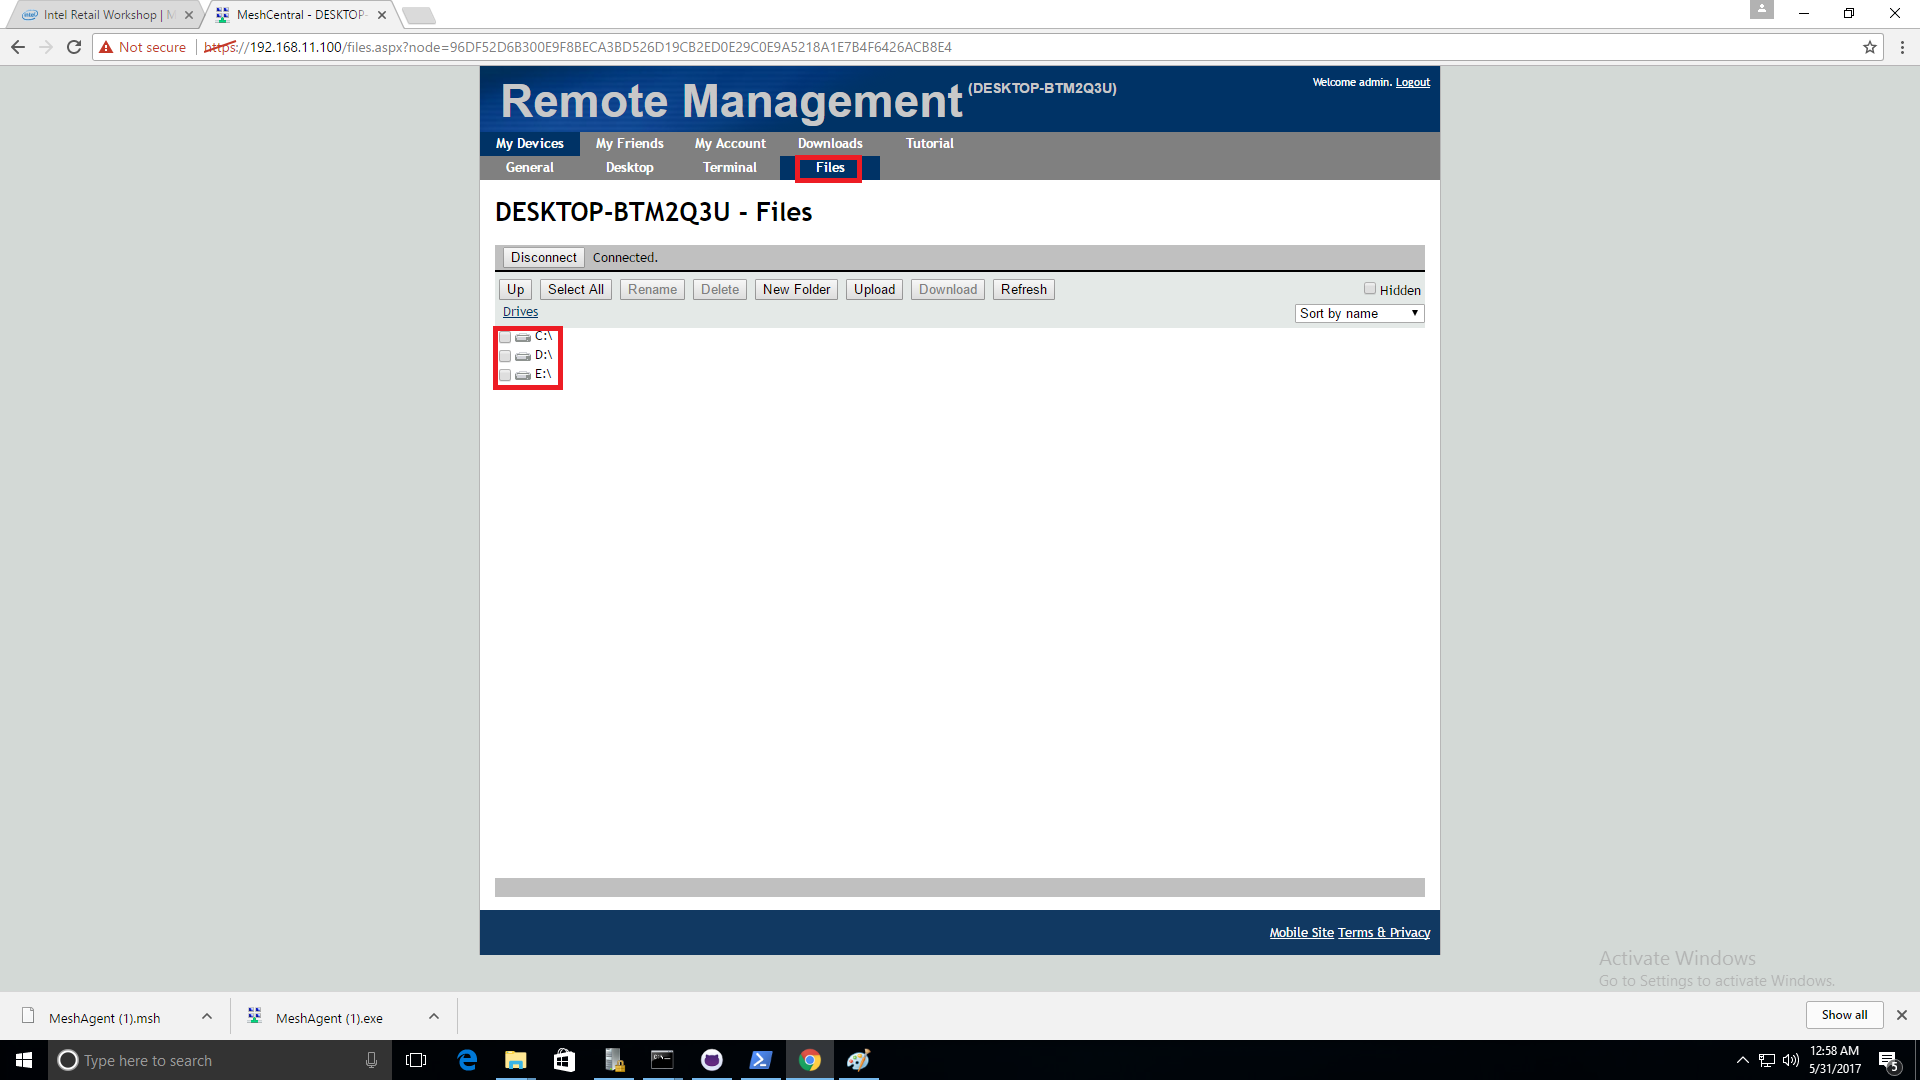 Intel Retail Workshop | M
MeshCentral - DESKTOP-
Not secure
https://192.168.11.100/files.aspx?node=96DF52D6B300E9F8BECA3BD526D19CB2ED0E29C0E9A5218A1E7B4F6426ACB8E4
Remote Management (DESKTOP-BTM2Q3U)
Welcome admin. Logout
My Devices My Friends My Account Downloads Tutorial
General Desktop Terminal Files
DESKTOP-BTM2Q3U - Files
Disconnect Connected.
Up Select All Rename Delete New Folder Upload Download Refresh Hidden
Drives Sort by name
C:\
D:\
E:\
Mobile Site Terms & Privacy
Activate Windows
Go to Settings to activate Windows.
MeshAgent (1).msh MeshAgent (1).exe Show all
Type here to search
12:58 AM
5/31/2017
5